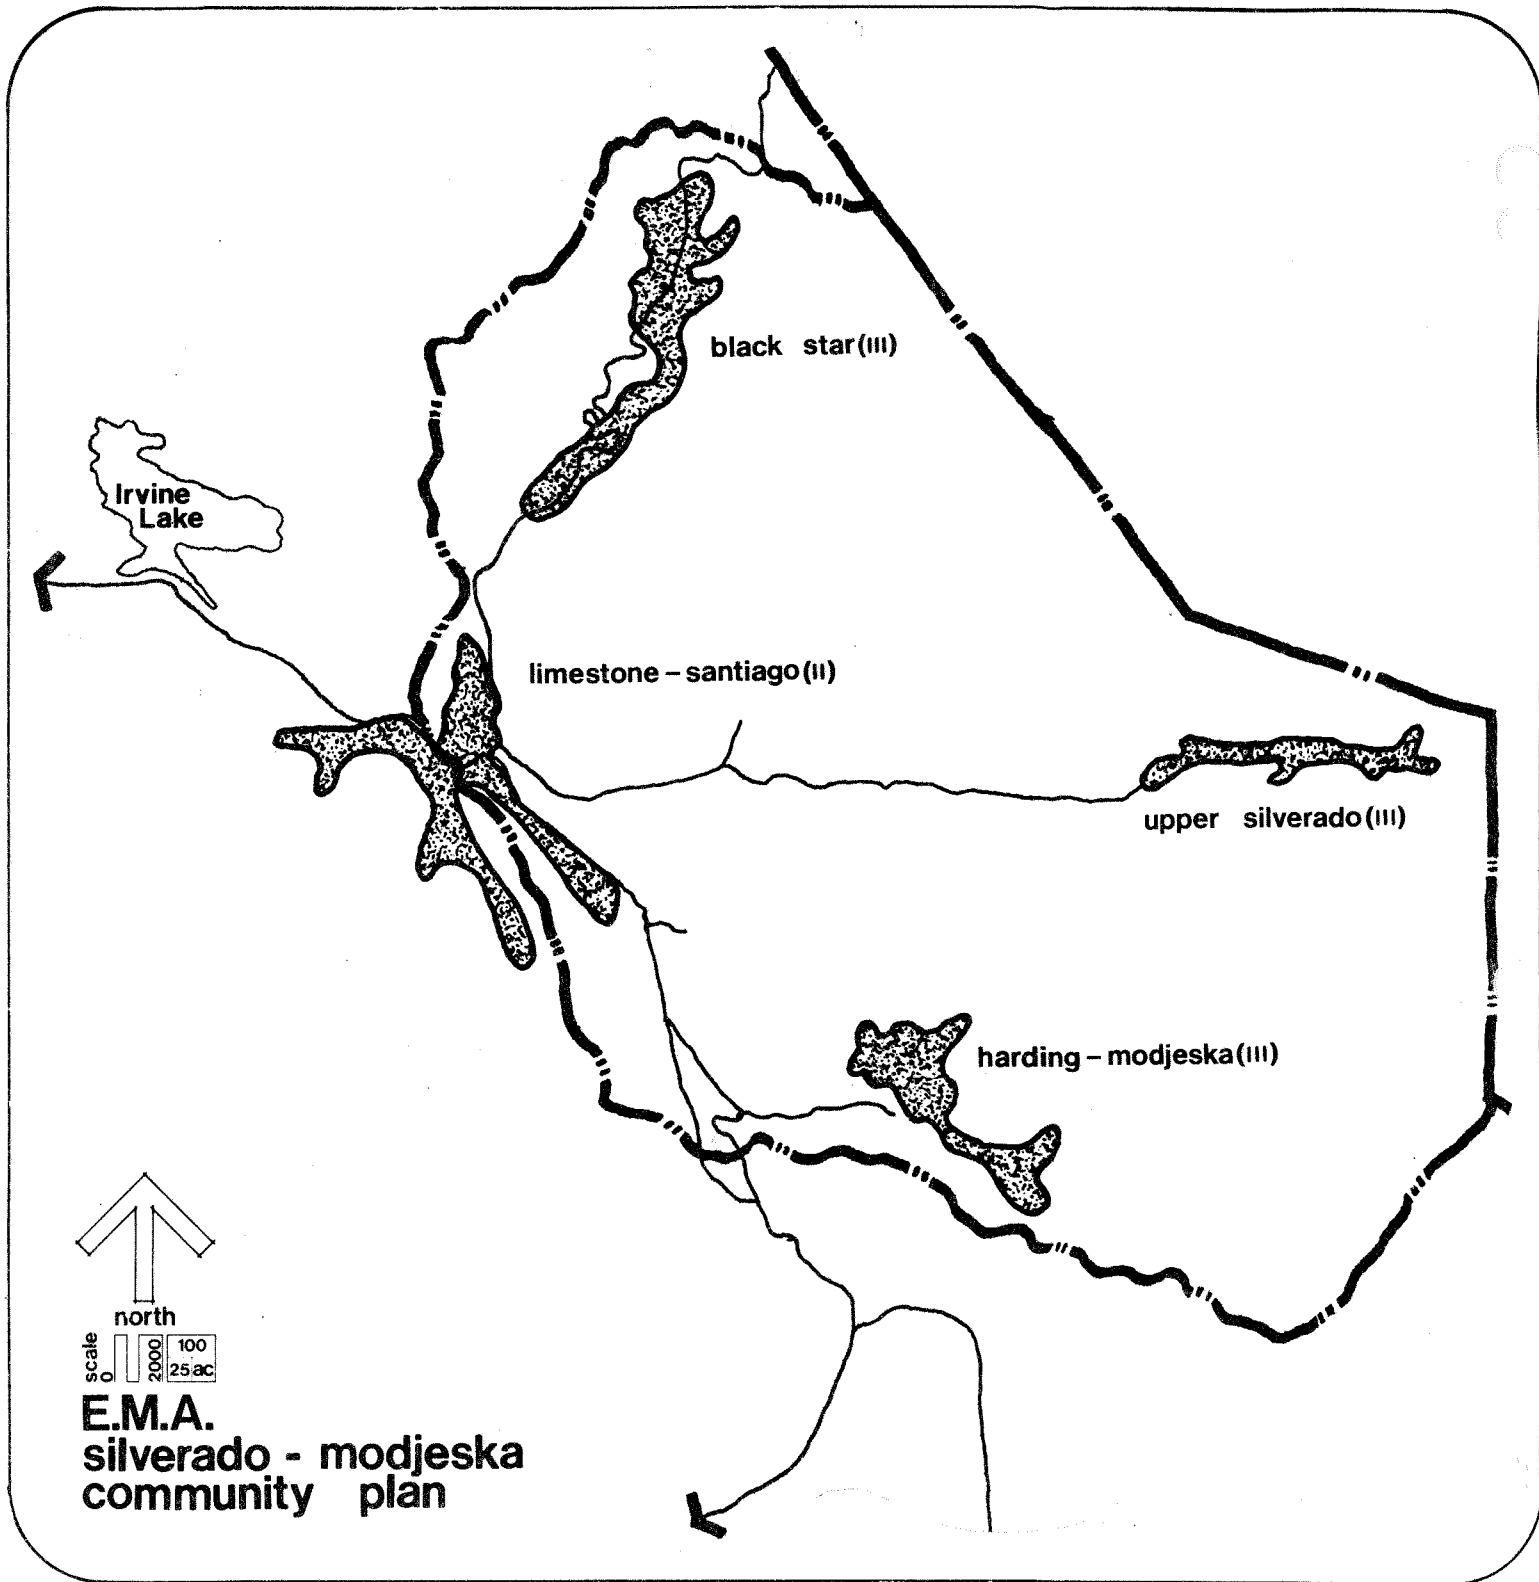 black star(III)
Irvine
Lake
limestone – santiago(II)
upper silverado(III)
harding – modjeska(III)
north
scale
0
2000
100
25 ac
E.M.A.
silverado - modjeska
community plan